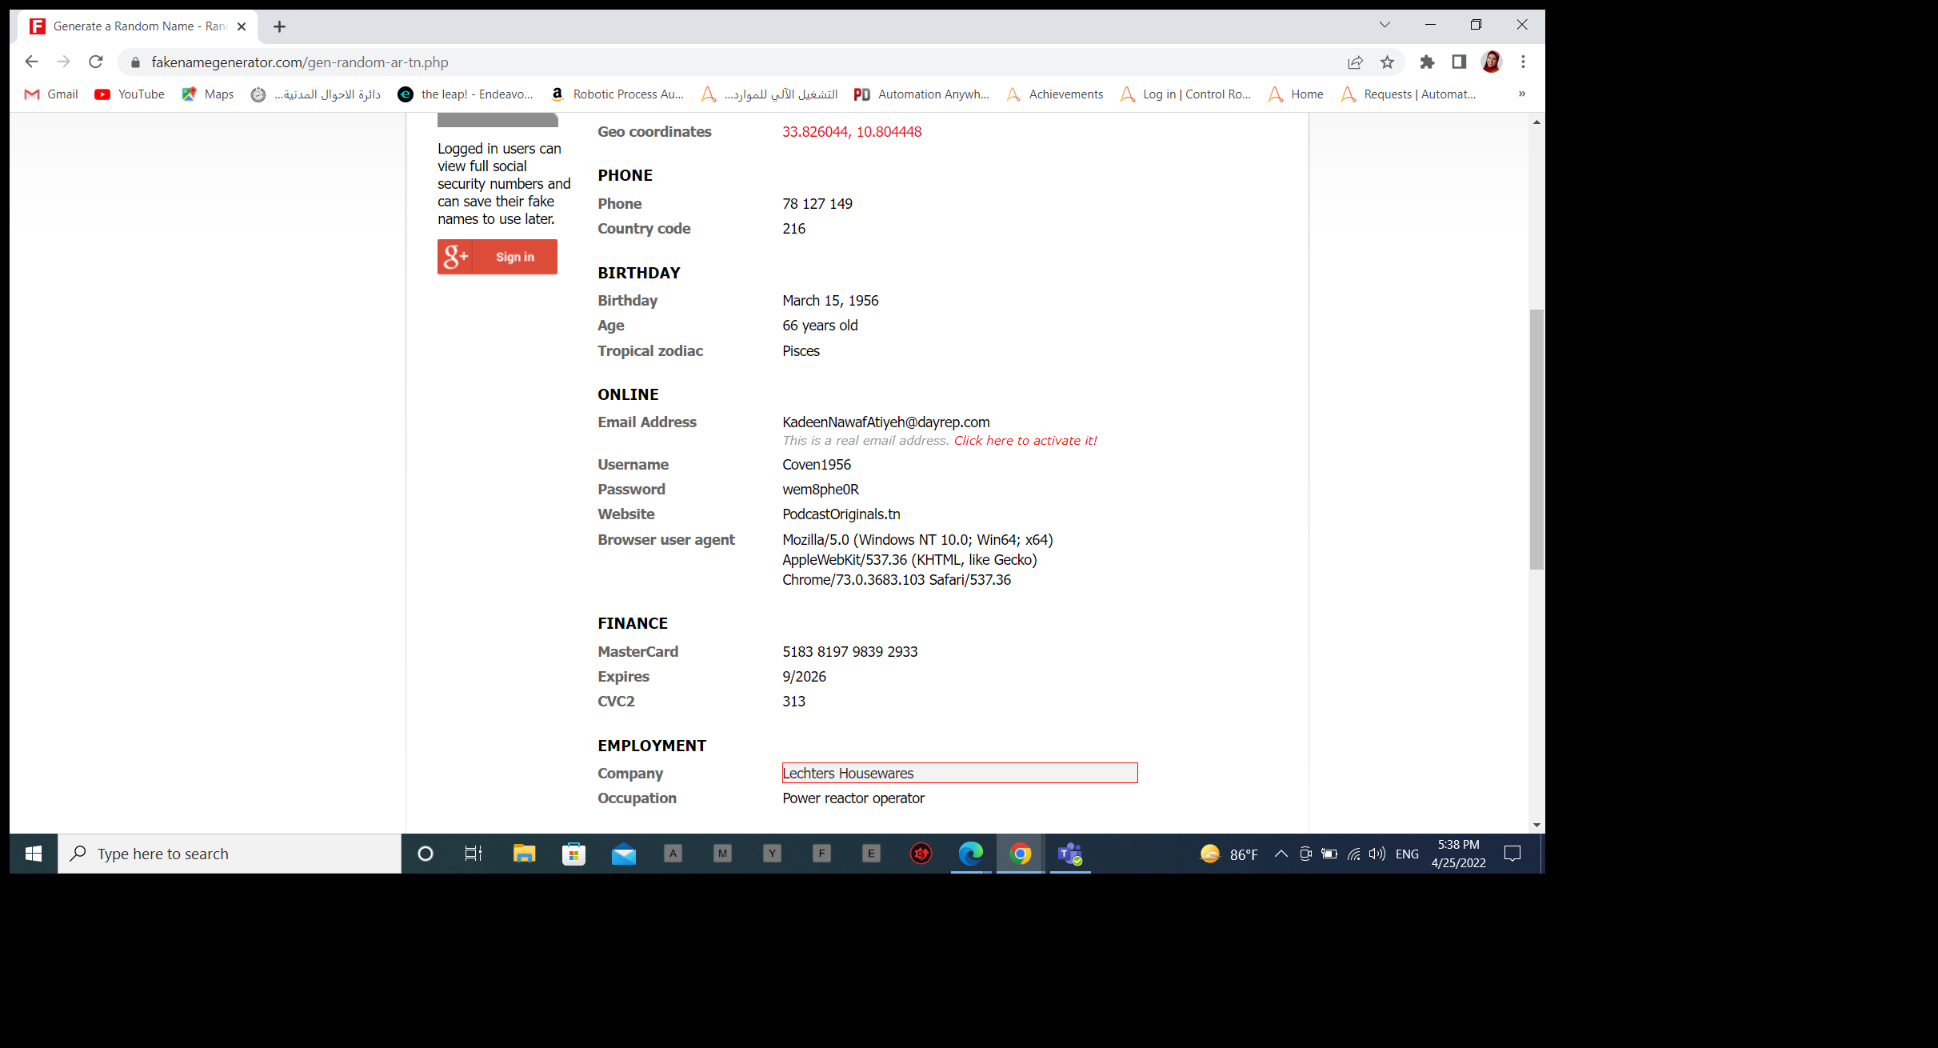 Generate a Random Name - Ran
fakenamegenerator.com/gen-random-ar-tn.php
Gmail
YouTube
Maps
دائرة الاحوال المدنية...
the leap! - Endeavo...
Robotic Process Au...
التشغيل الآلي للموارد...
PD Automation Anywh...
Achievements
Log in | Control Ro...
Home
Requests | Automat...
»
Logged in users can
view full social
security numbers and
can save their fake
names to use later.
g+ Sign in
Geo coordinates 33.826044, 10.804448
PHONE
Phone 78 127 149
Country code 216
BIRTHDAY
Birthday March 15, 1956
Age 66 years old
Tropical zodiac Pisces
ONLINE
Email Address KadeenNawafAtiyeh@dayrep.com
This is a real email address. Click here to activate it!
Username Coven1956
Password wem8phe0R
Website PodcastOriginals.tn
Browser user agent Mozilla/5.0 (Windows NT 10.0; Win64; x64)
AppleWebKit/537.36 (KHTML, like Gecko)
Chrome/73.0.3683.103 Safari/537.36
FINANCE
MasterCard 5183 8197 9839 2933
Expires 9/2026
CVC2 313
EMPLOYMENT
Company Lechters Housewares
Occupation Power reactor operator
Type here to search
A M Y F E
86°F
ENG
5:38 PM
4/25/2022